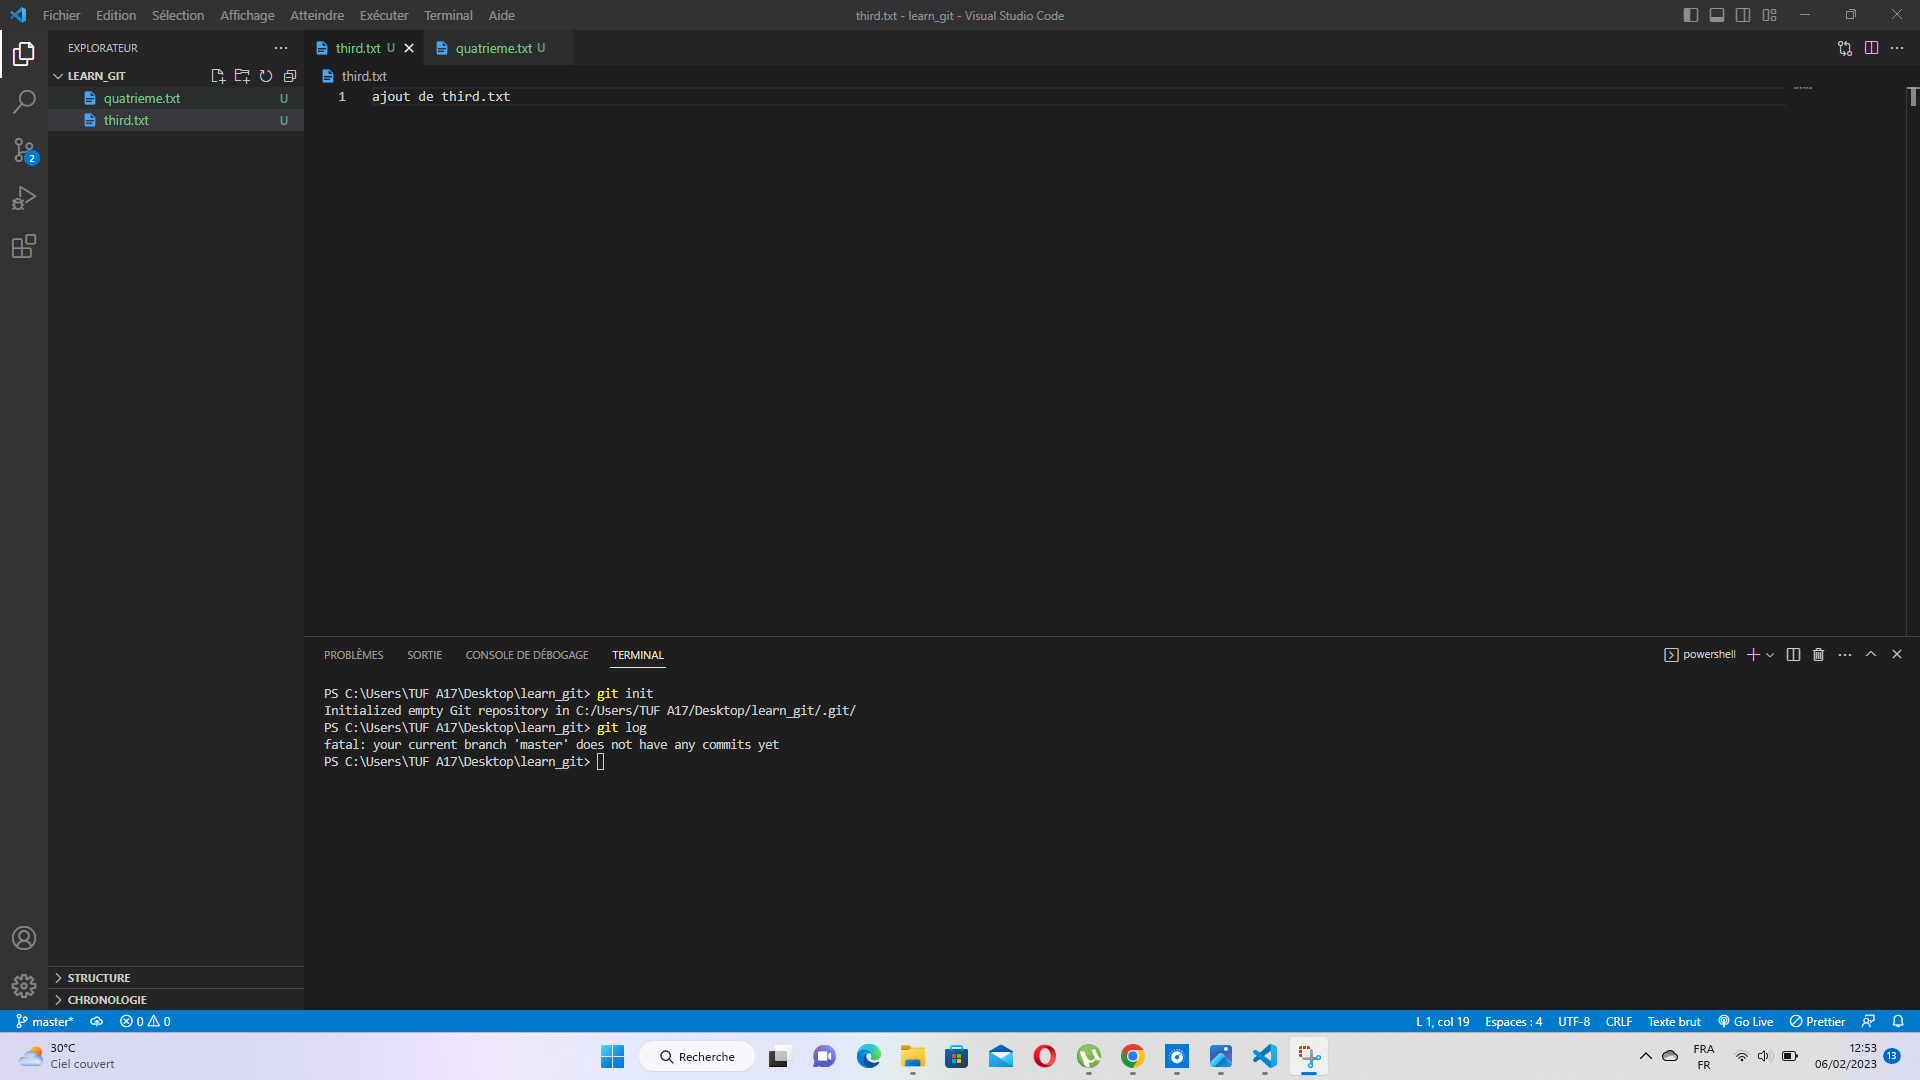 Fichier Edition Sélection Affichage Atteindre Exécuter Terminal Aide
third.txt - learn_git - Visual Studio Code
EXPLORATEUR
LEARN_GIT
quatrieme.txt U
third.txt U
2
third.txt U
quatrieme.txt U
third.txt
1 ajout de third.txt
PROBLÈMES SORTIE CONSOLE DE DÉBOGAGE TERMINAL
powershell
PS C:\Users\TUF A17\Desktop\learn_git> git init
Initialized empty Git repository in C:/Users/TUF A17/Desktop/learn_git/.git/
PS C:\Users\TUF A17\Desktop\learn_git> git log
fatal: your current branch 'master' does not have any commits yet
PS C:\Users\TUF A17\Desktop\learn_git>
STRUCTURE
CHRONOLOGIE
master* 0 0
L 1, col 19 Espaces : 4 UTF-8 CRLF Texte brut Go Live Prettier
30°C
Ciel couvert
Recherche
FRA
FR
12:53
06/02/2023
13